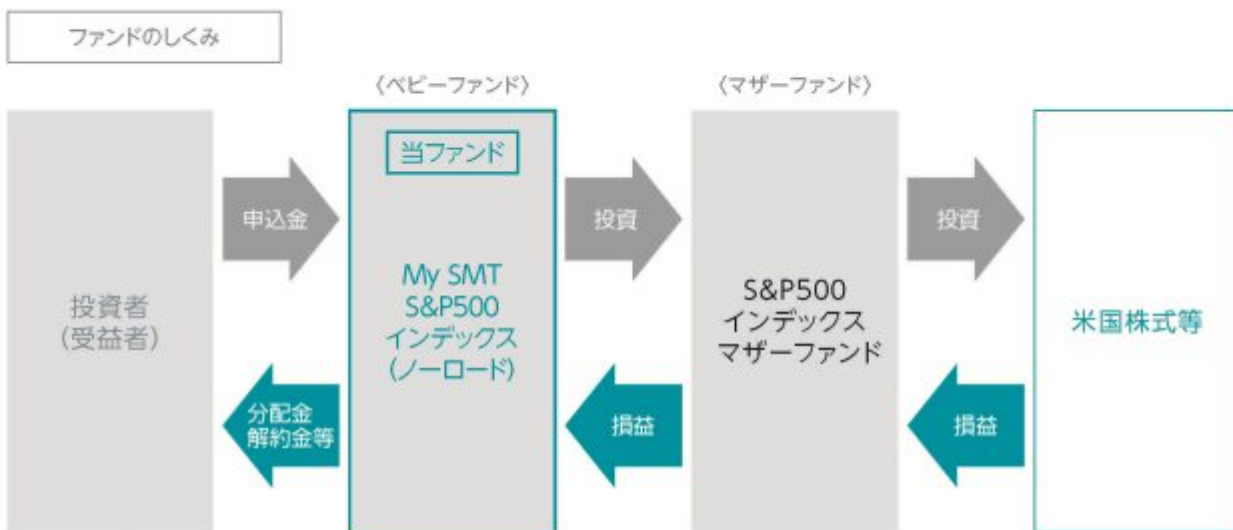 ファンドのしくみ
〈ベビーファンド〉
〈マザーファンド〉
投資者
(受益者)
申込金
分配金
解約金等
当ファンド
My SMT
S&P500
インデックス
(ノーロード)
投資
損益
S&P500
インデックス
マザーファンド
投資
損益
米国株式等